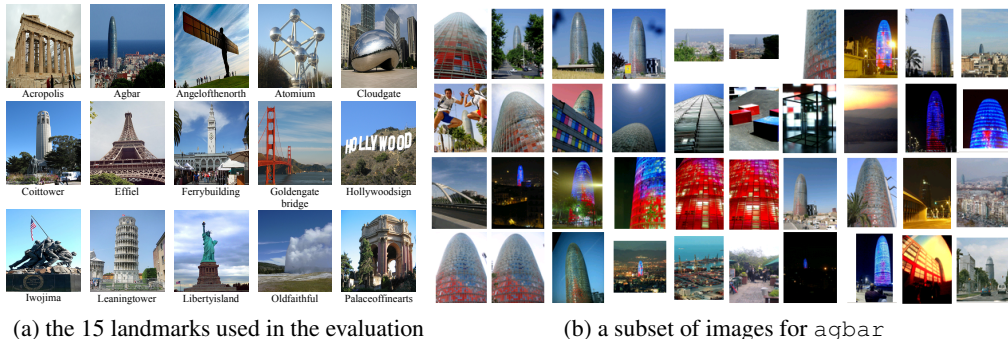 Acropolis
Agbar
Angelofthenorth
Atomium
Cloudgate
Coittower
Effiel
Ferrybuilding
Goldengate
bridge
HOLLYWOOD
Hollywoodsign
Iwojima
Leaningtower
Libertyisland
Oldfaithful
Palaceoffinearts
(a) the 15 landmarks used in the evaluation
(b) a subset of images for agbar